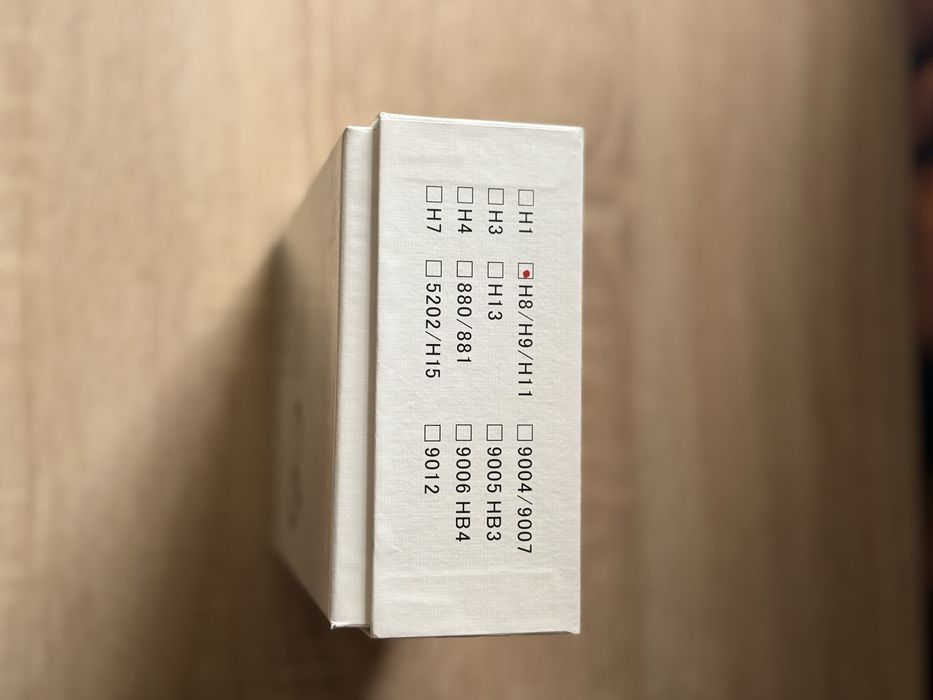 ☐H1 ☐H8/H9/H11 ☐9004/9007
☐H3 ☐H13 ☐9005 HB3
☐H4 ☐880/881 ☐9006 HB4
☐H7 ☐5202/H15 ☐9012